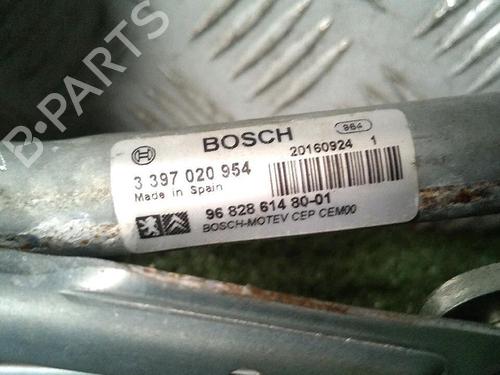 B-PARTS
BOSCH
984
3 397 020 954
20160924 1
Made in Spain
96 828 614 80-01
BOSCH-MOTEV CEP CEM00